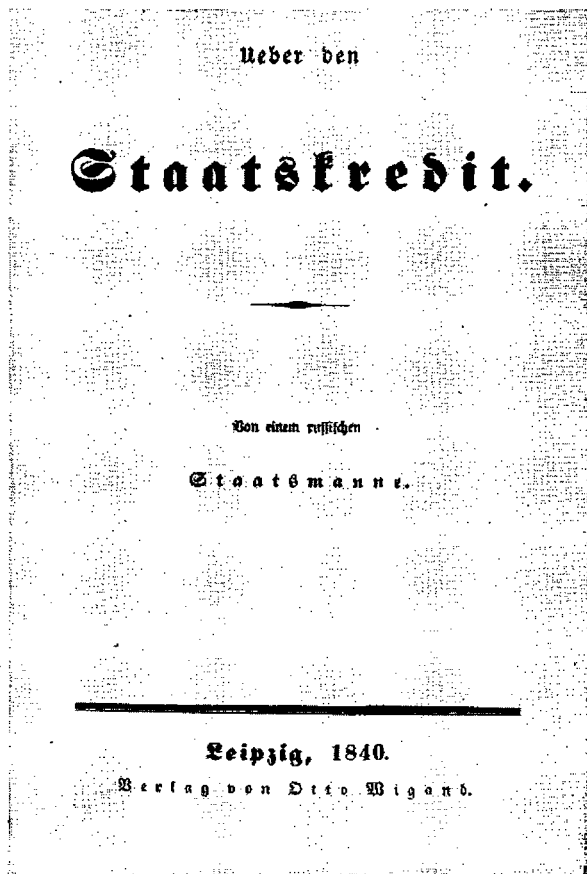 Ueber den
Staatskredit.
Von einem russischen
Staatsmanne.
Leipzig, 1840.
Verlag von Otto Wigand.